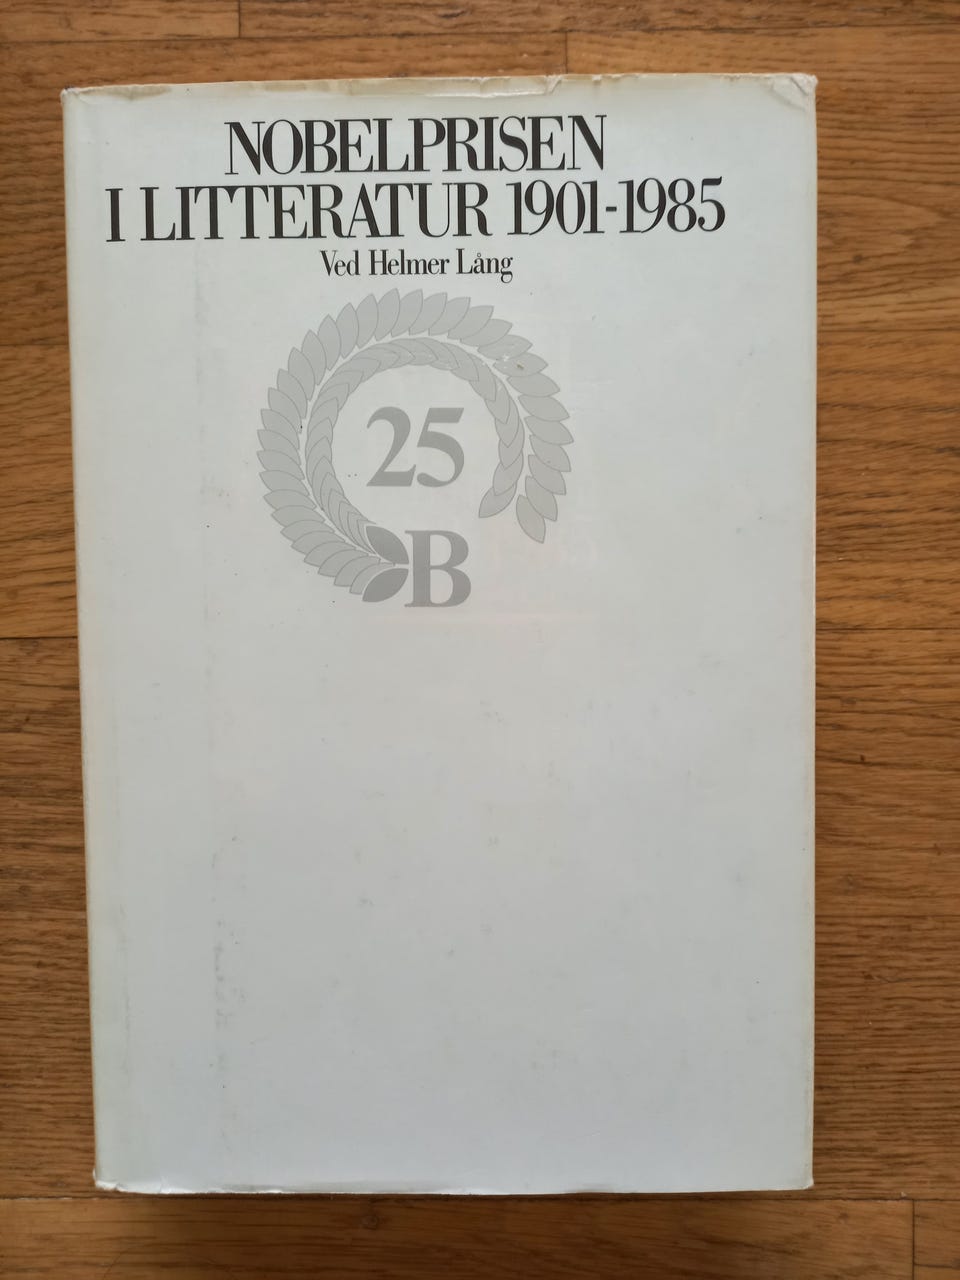 NOBELPRISEN
I LITTERATUR 1901-1985
Ved Helmer Lång
25
B